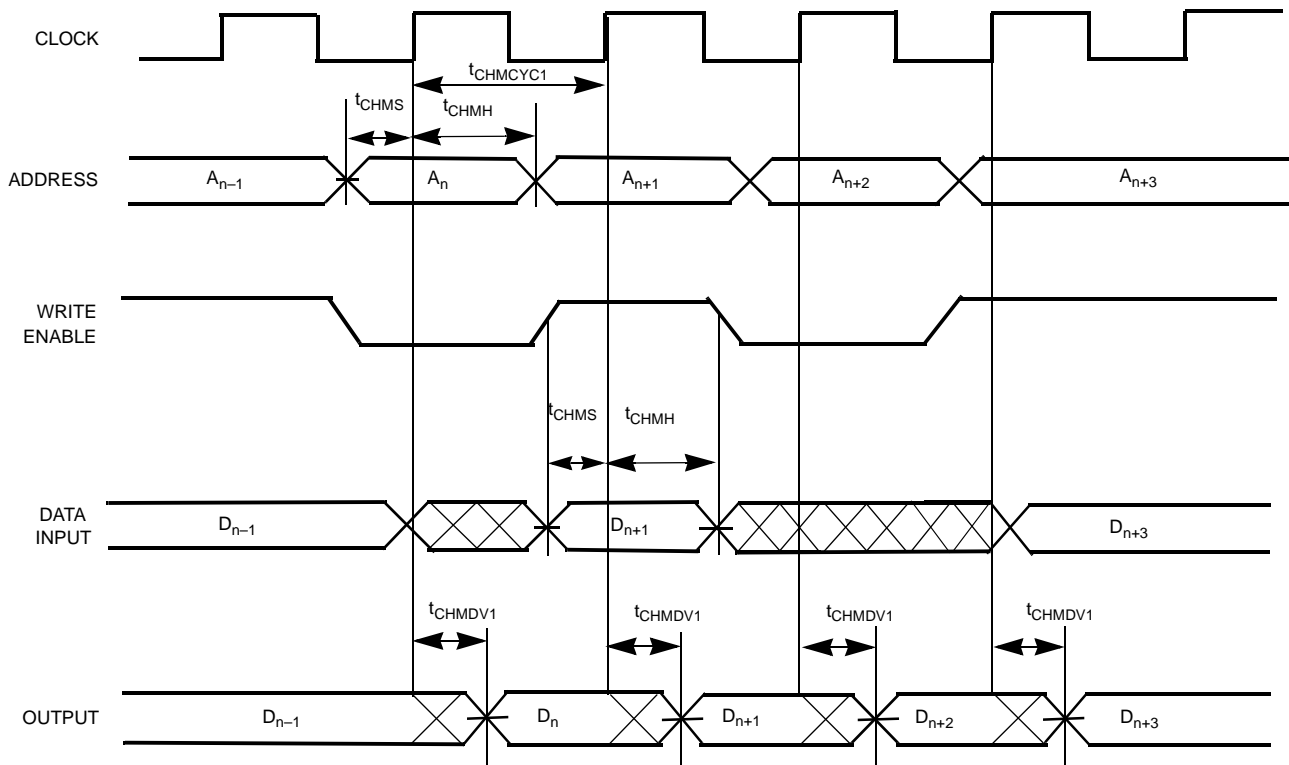 CLOCK
tCHMCYC1
tCHMS
tCHMH
ADDRESS
An–1
An
An+1
An+2
An+3
WRITE
ENABLE
tCHMS
tCHMH
DATA
INPUT
Dn–1
Dn+1
Dn+3
tCHMDV1
tCHMDV1
tCHMDV1
tCHMDV1
OUTPUT
Dn–1
Dn
Dn+1
Dn+2
Dn+3